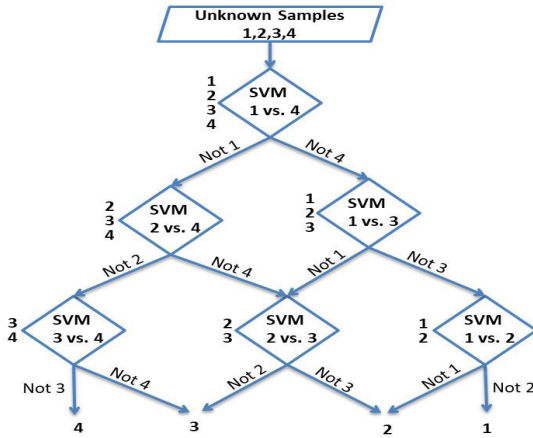 Unknown Samples
1,2,3,4
1
2
3
4
SVM
1 vs. 4
Not 1
Not 4
2
3
4
SVM
2 vs. 4
1
2
3
SVM
1 vs. 3
Not 2
Not 4
Not 1
Not 3
3
4
SVM
3 vs. 4
2
3
SVM
2 vs. 3
1
2
SVM
1 vs. 2
Not 3
Not 4
Not 2
Not 3
Not 1
Not 2
4
3
2
1